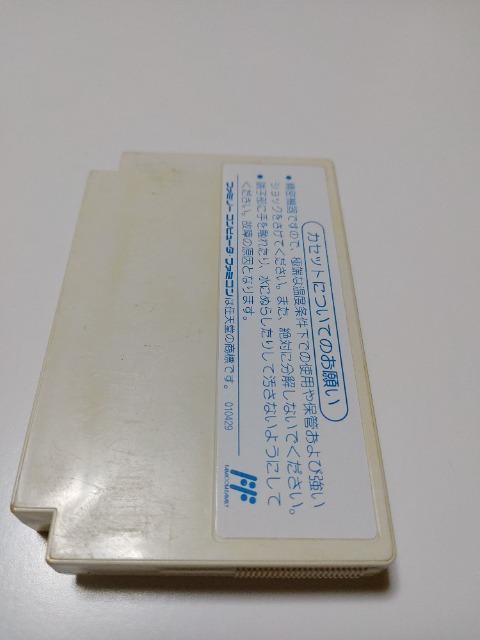 カセットについてのお願い
● 精密機器ですので、極端な温度条件下での使用や保管および強い
ショックをさけてください。また、絶対に分解しないでください。
● 端子部に手を触れたり、水にぬらしたりして汚さないようにして
ください。故障の原因となります。
ファミリーコンピュータ・ファミコンは任天堂の商標です。 010429
FF